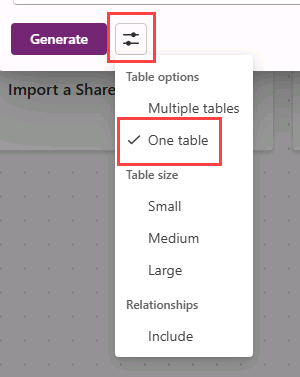 Generate
Import a Share
Table options
Multiple tables
One table
Table size
Small
Medium
Large
Relationships
Include